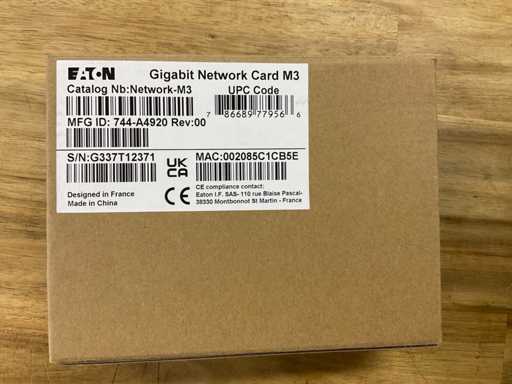 EATON
Gigabit Network Card M3
Catalog Nb:Network-M3
UPC Code
7 86689 77956 6
MFG ID: 744-A4920 Rev:00
S/N:G337T12371
UK
CA
MAC:002085C1CB5E
Designed in France
Made in China
CE
CE compliance contact:
Eaton I.F. SAS- 110 rue Blaise Pascal-
38330 Montbonnot St Martin - France